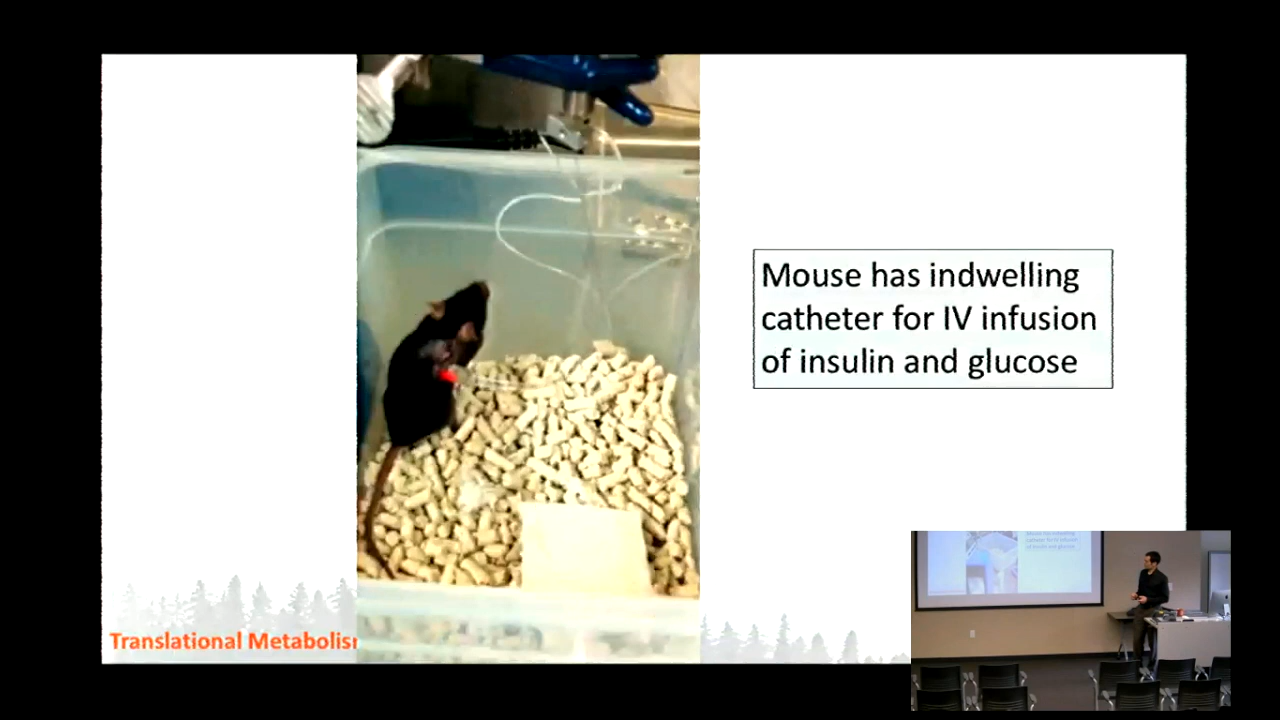 Mouse has indwelling
catheter for IV infusion
of insulin and glucose
Translational Metabolis